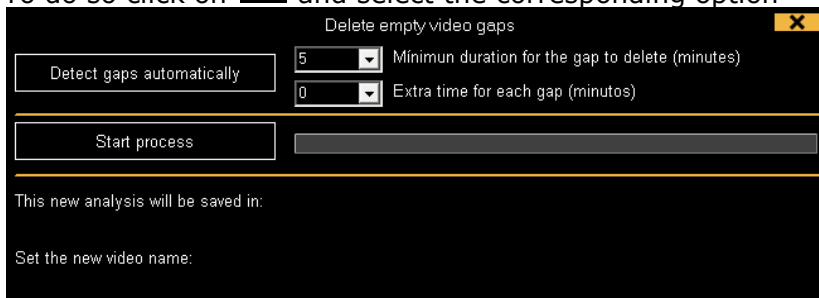 To do so click on and select the corresponding option
Delete empty video gaps X
Detect gaps automatically
5 Mínimun duration for the gap to delete (minutes)
0 Extra time for each gap (minutos)
Start process
This new analysis will be saved in:
Set the new video name: